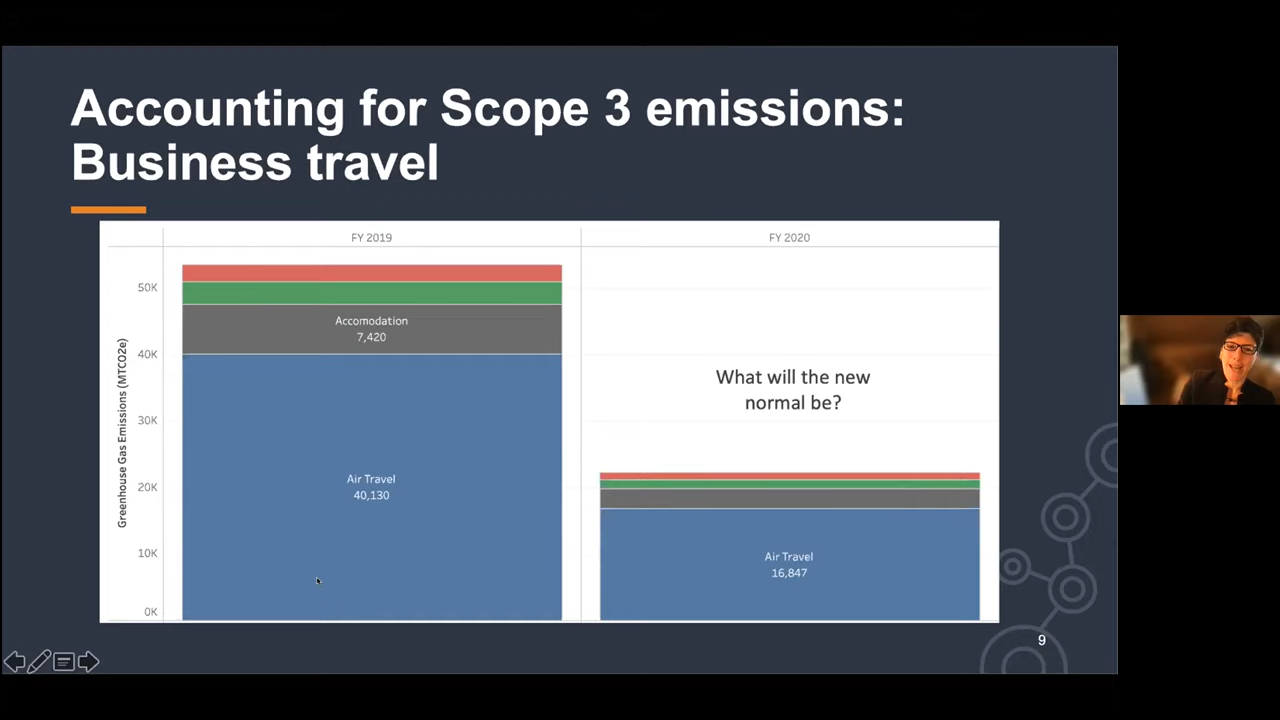 Accounting for Scope 3 emissions:
Business travel
FY 2019
FY 2020
Greenhouse Gas Emissions (MTCO2e)
50K
40K
30K
20K
10K
0K
Accomodation
7,420
Air Travel
40,130
What will the new
normal be?
Air Travel
16,847
9